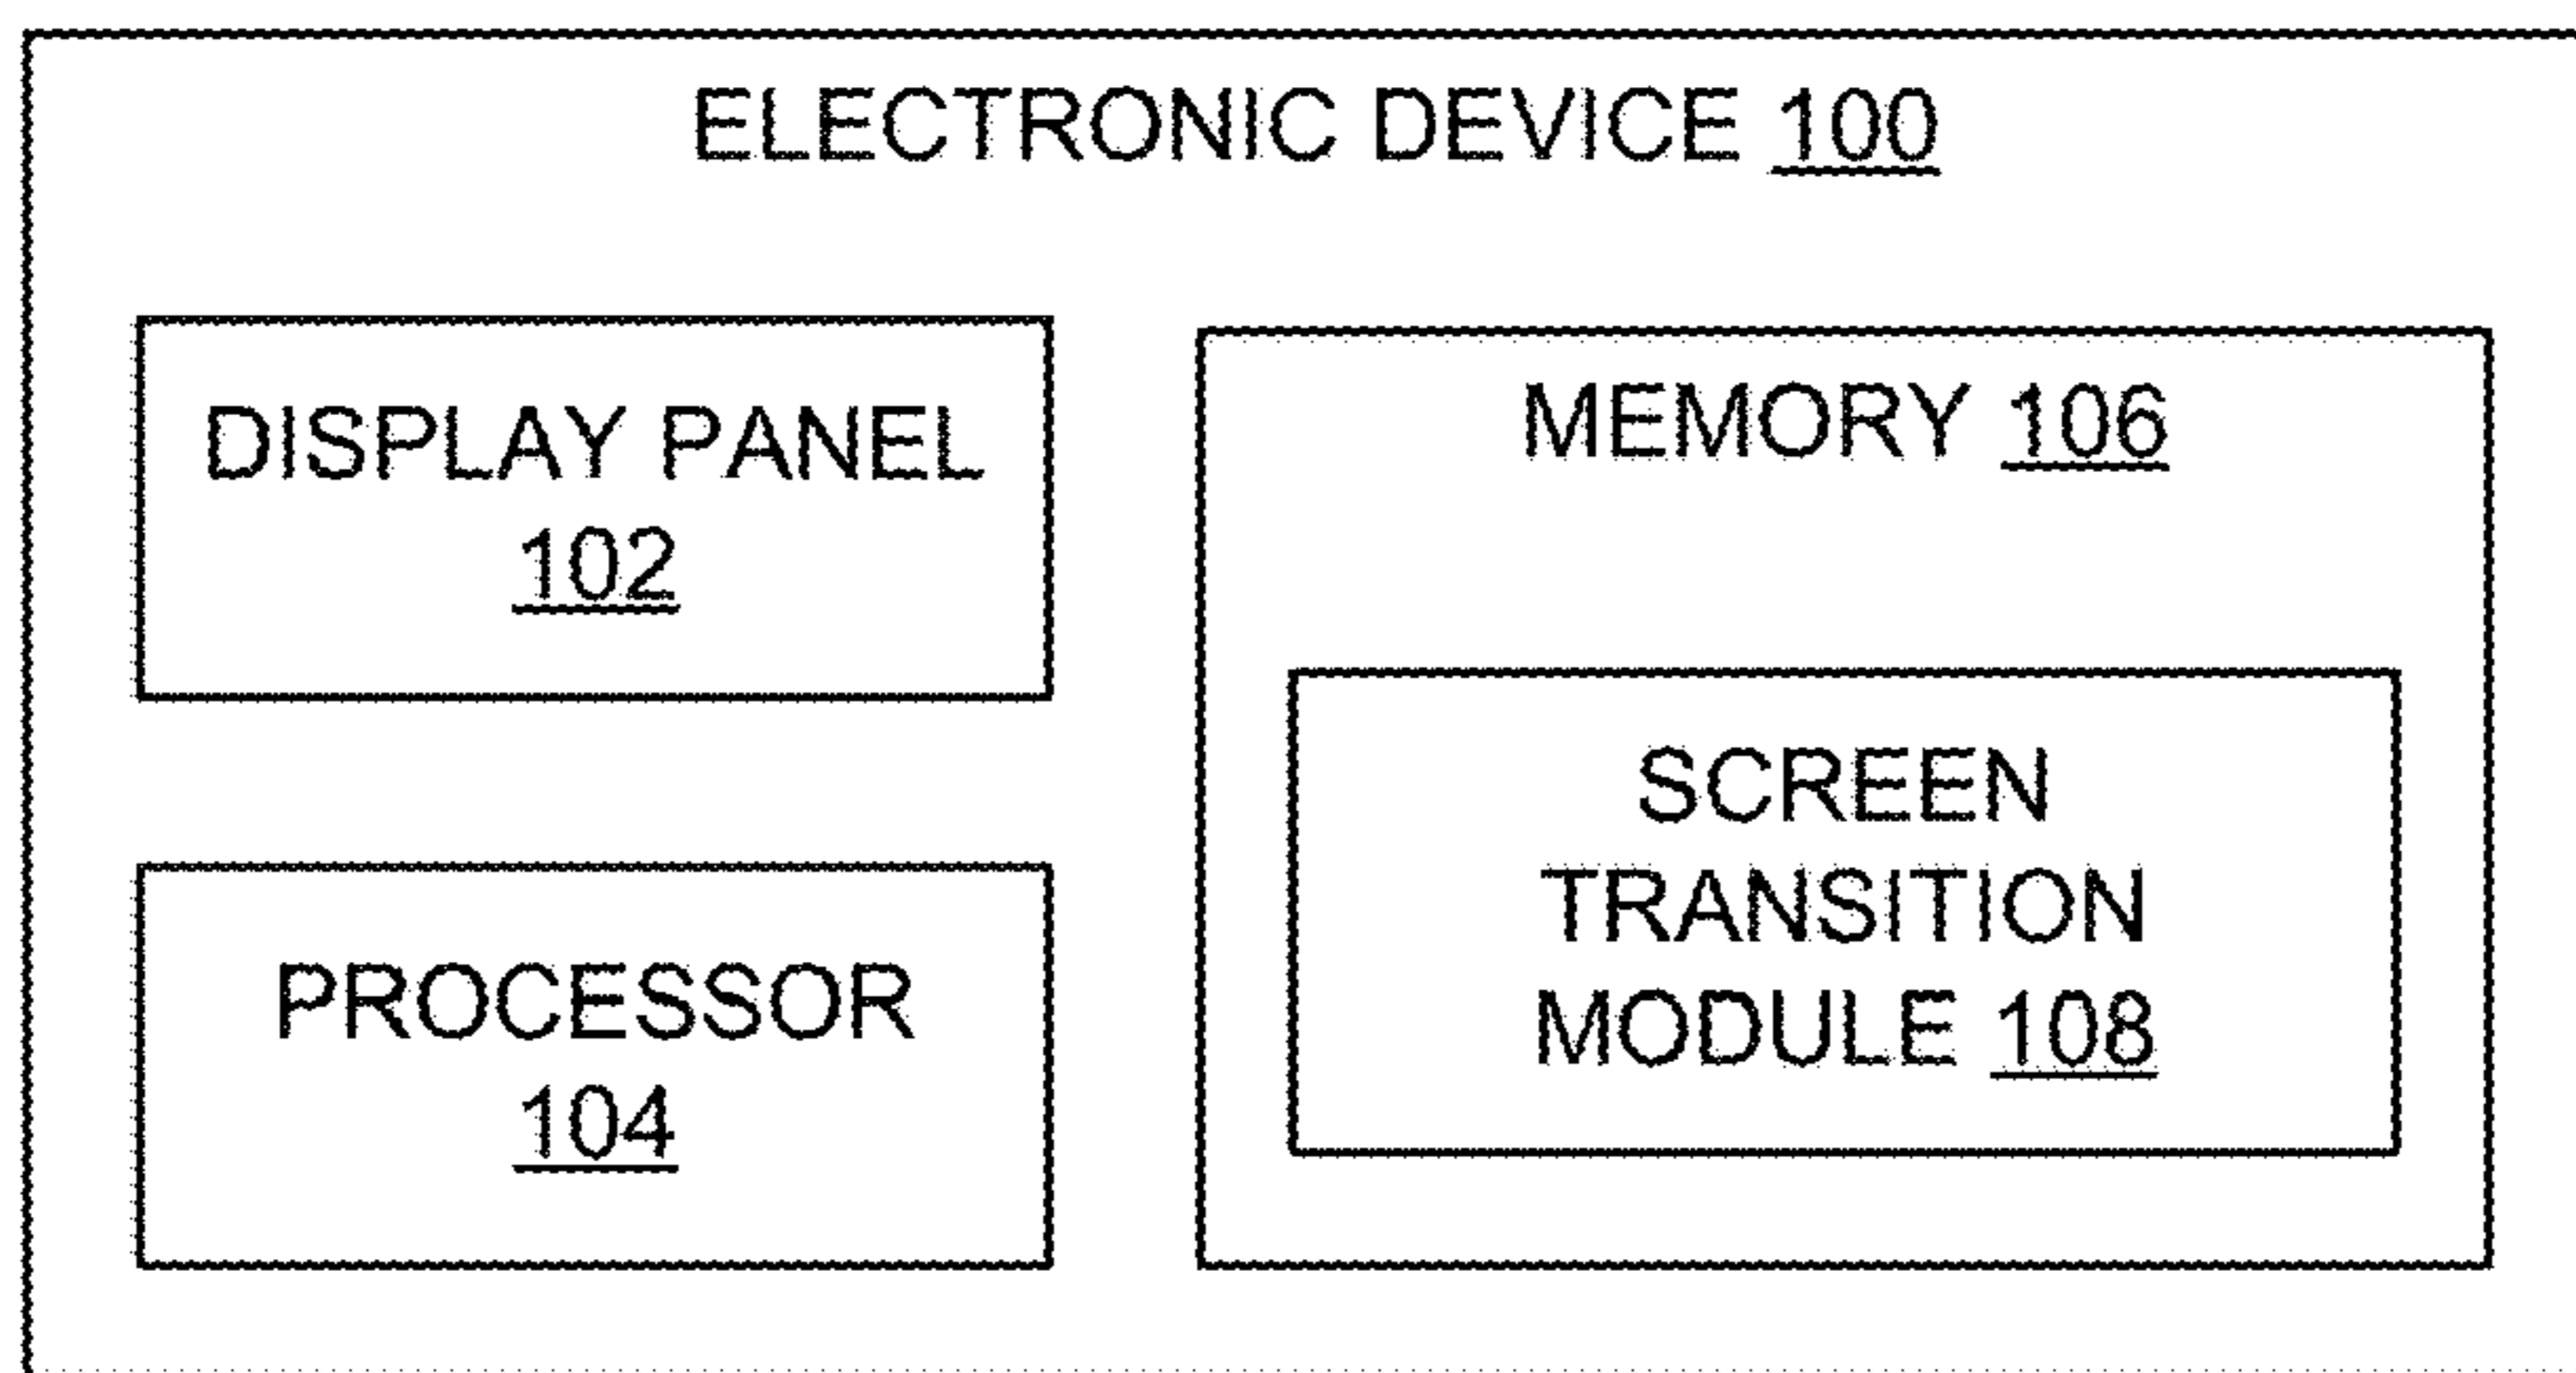 ELECTRONIC DEVICE 100
DISPLAY PANEL
102
PROCESSOR
104
MEMORY 106
SCREEN
TRANSITION
MODULE 108